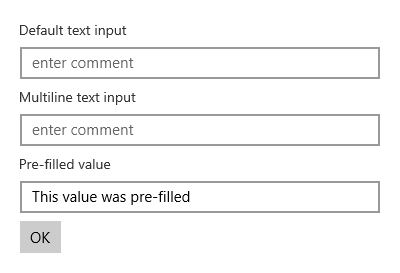 Default text input
enter comment
Multiline text input
enter comment
Pre-filled value
This value was pre-filled
OK